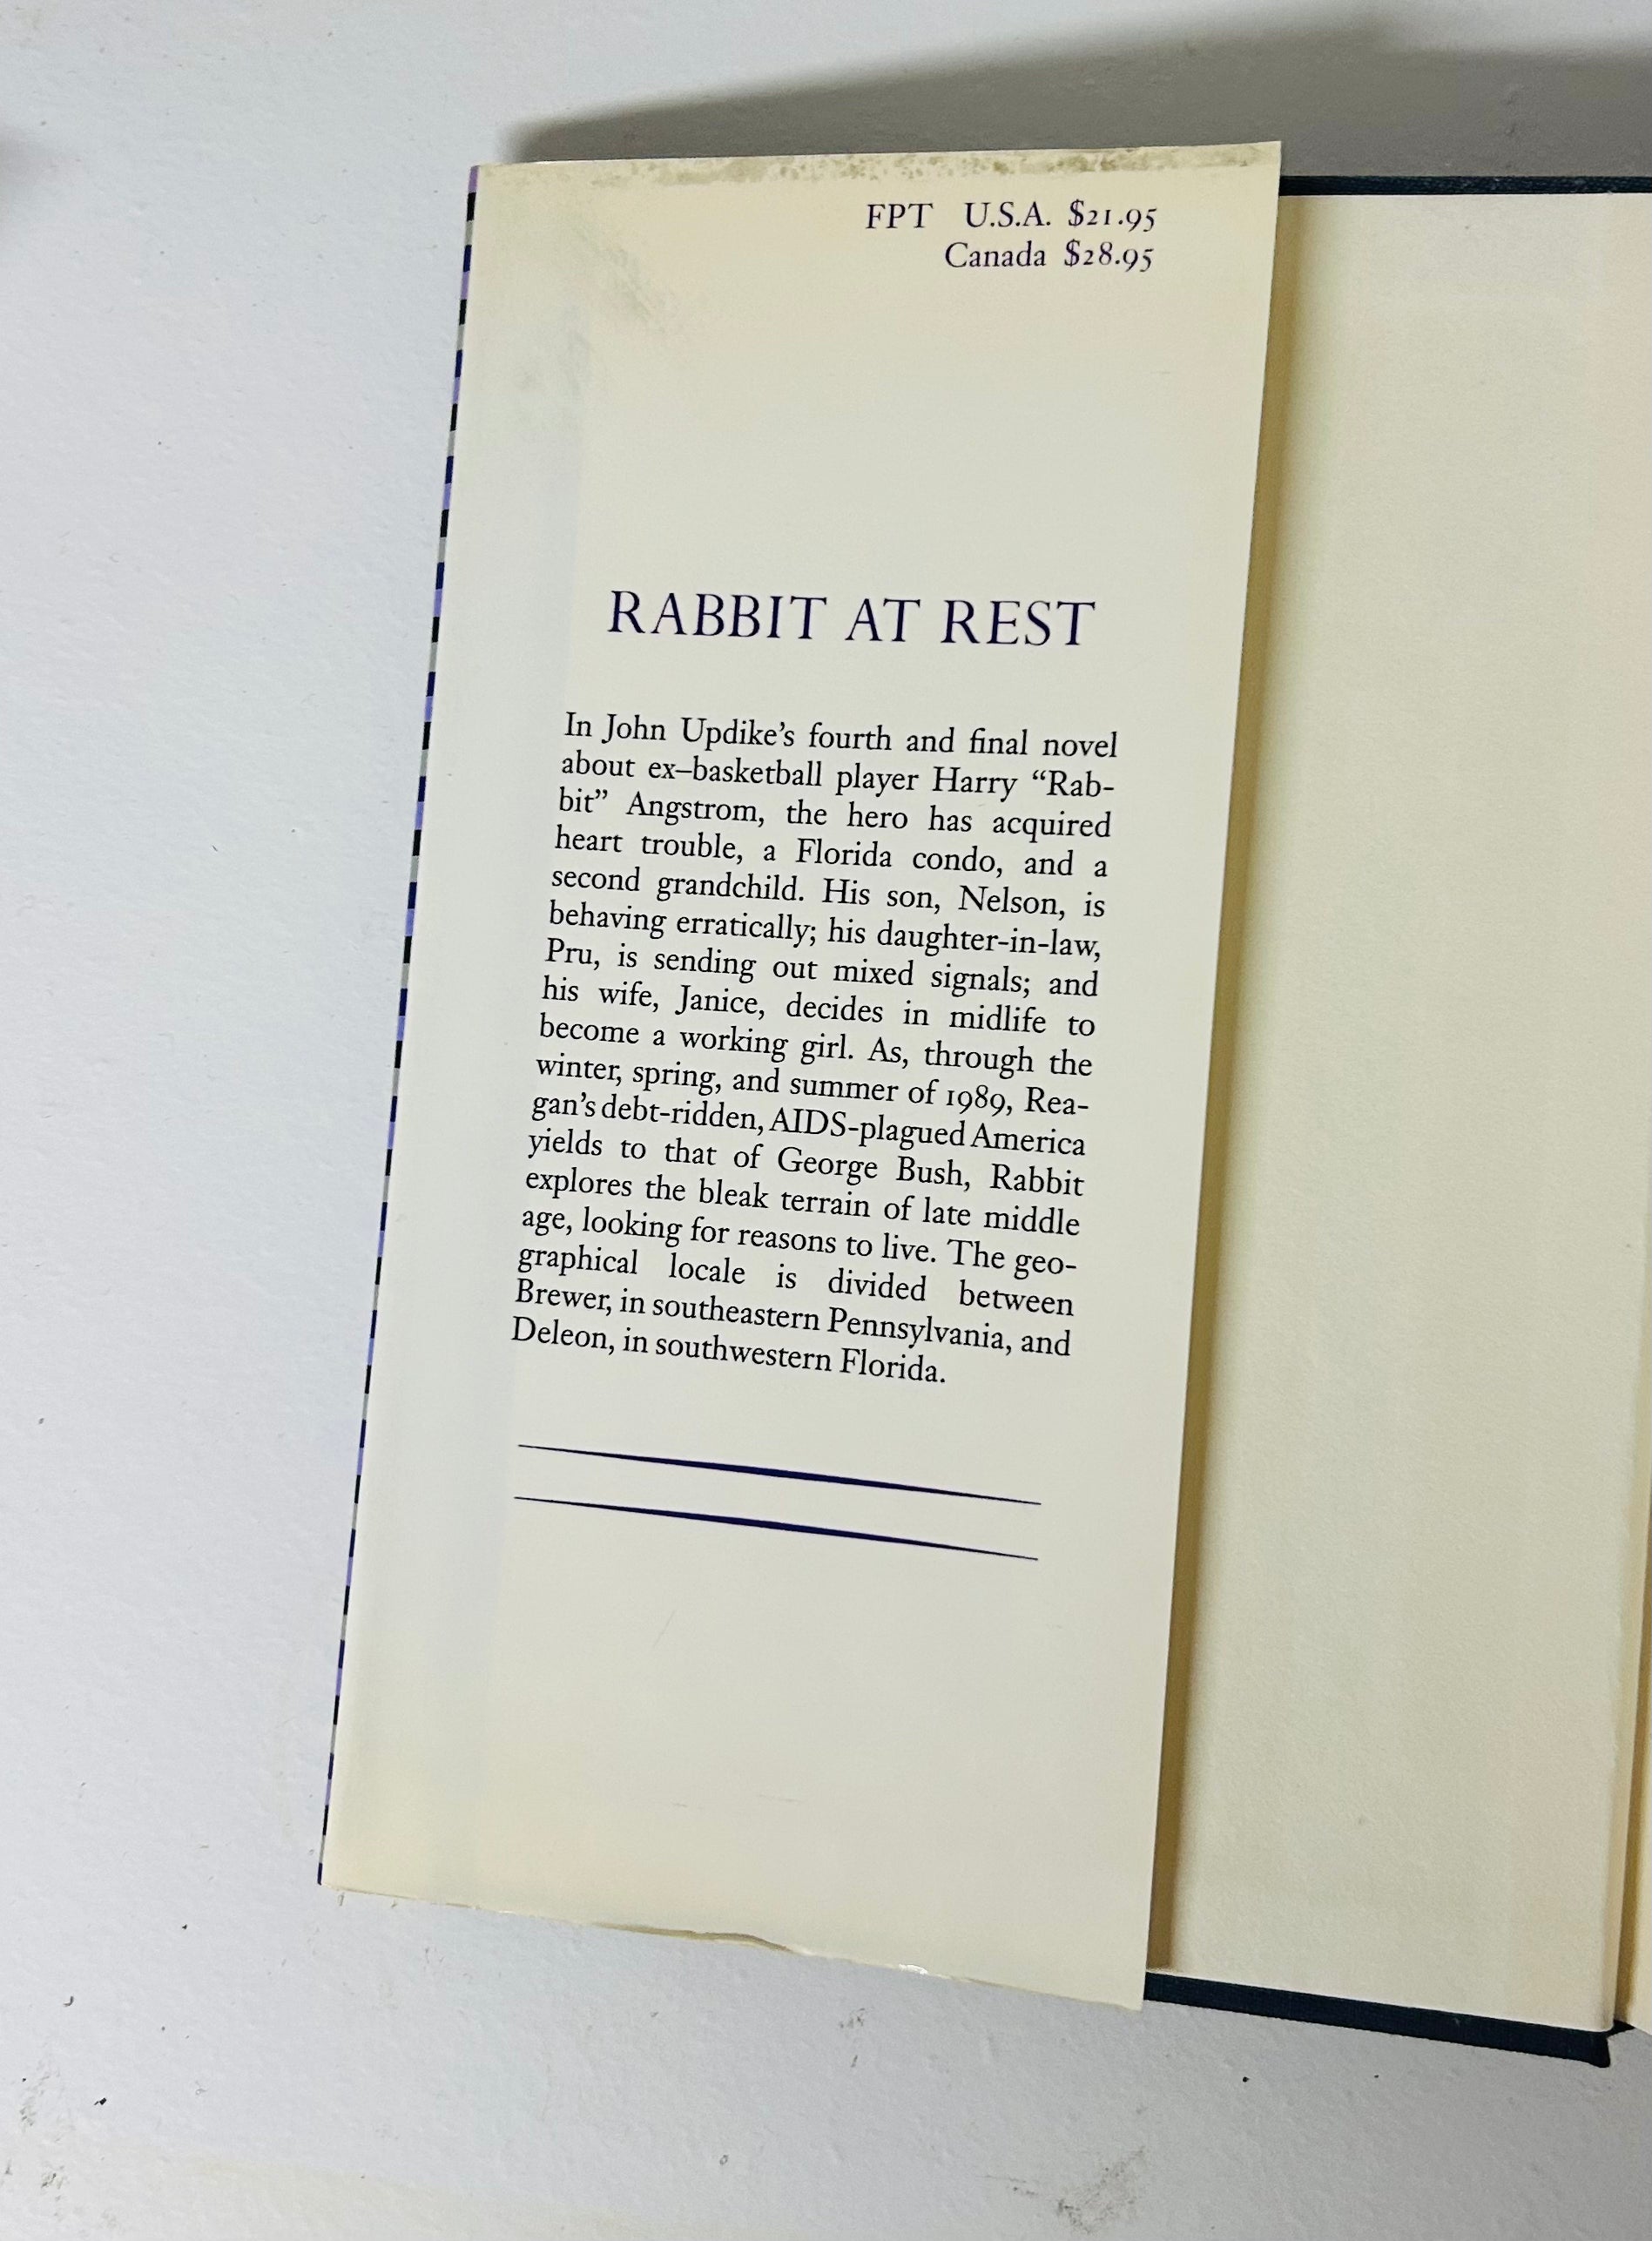 FPT U.S.A. $21.95
Canada $28.95
RABBIT AT REST
In John Updike’s fourth and final novel
about ex–basketball player Harry “Rab-
bit” Angstrom, the hero has acquired
heart trouble, a Florida condo, and a
second grandchild. His son, Nelson, is
behaving erratically; his daughter-in-law,
Pru, is sending out mixed signals; and
his wife, Janice, decides in midlife to
become a working girl. As, through the
winter, spring, and summer of 1989, Rea-
gan’s debt-ridden, AIDS-plagued America
yields to that of George Bush, Rabbit
explores the bleak terrain of late middle
age, looking for reasons to live. The geo-
graphical locale is divided between
Brewer, in southeastern Pennsylvania, and
Deleon, in southwestern Florida.